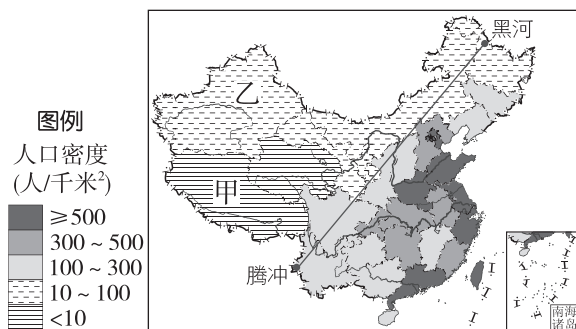 黑河
乙
甲
腾冲
图例
人口密度
(人/千米²)
≥500
300~500
100~300
10~100
<10
南海
诸岛